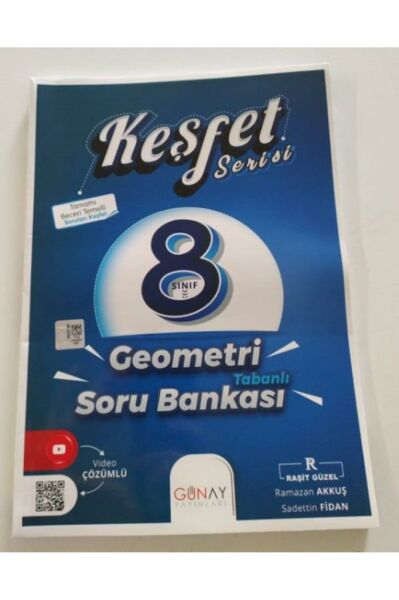 Keşfet
Serisi
Tamamı
Beceri Temelli
Soruları Keşfet
8
SINIF
Geometri
Tabanlı
Soru Bankası
Video
ÇÖZÜMLÜ
GÜNAY
YAYINLARI
R
RAŞİT GÜZEL
Ramazan AKKUŞ
Sadettin FİDAN